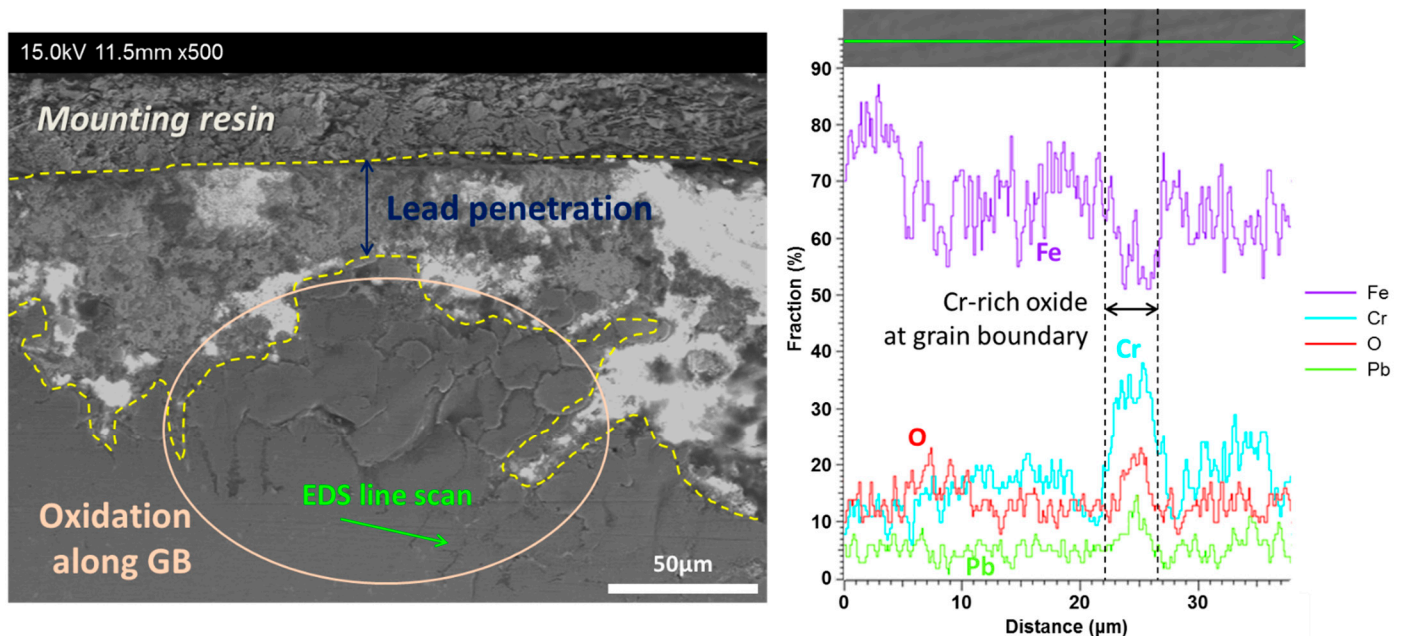 15.0kV 11.5mm x500
Mounting resin
Lead penetration
EDS line scan
Oxidation
along GB
50μm
Fraction (%)
90
80
70
60
50
40
30
20
10
0
Fe
Cr-rich oxide
at grain boundary
Cr
O
Pb
0
10
20
30
Distance (μm)
Fe
Cr
O
Pb